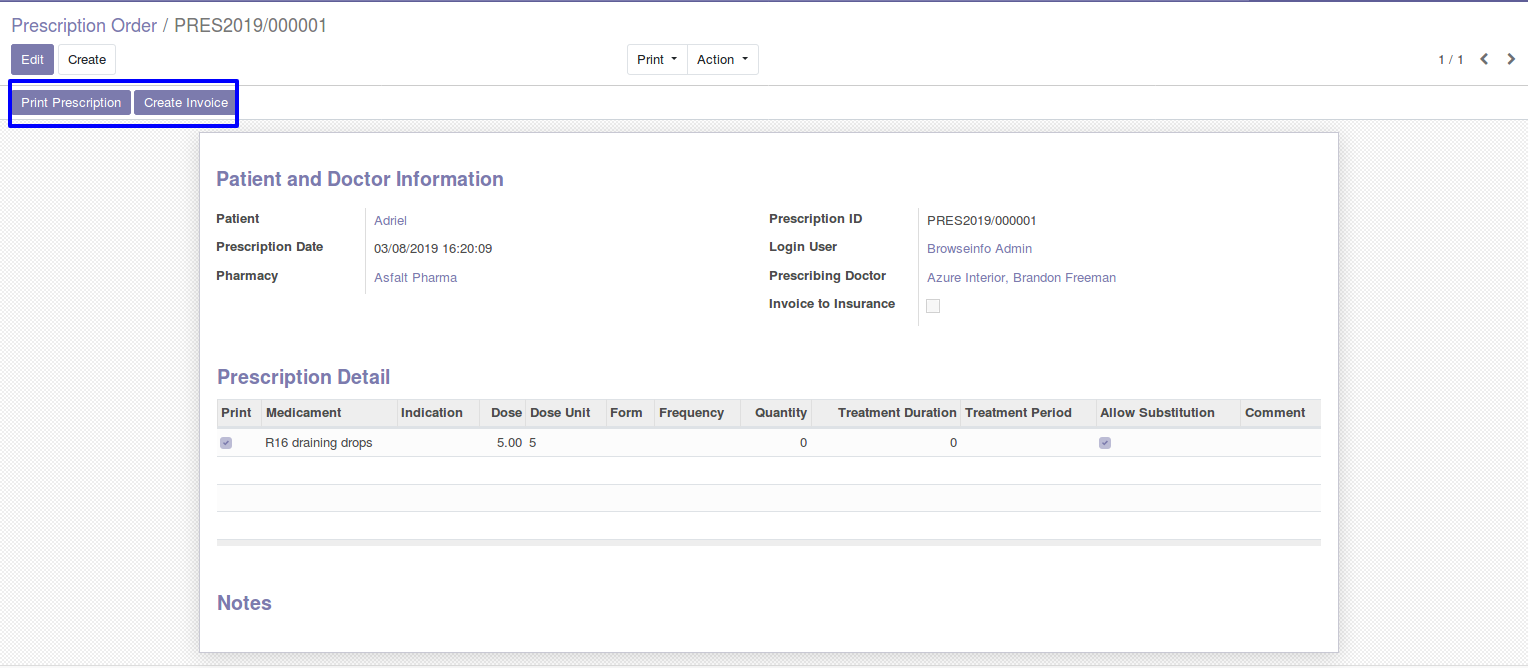 Prescription Order / PRES2019/000001
Edit Create Print Action 1 / 1
Print Prescription Create Invoice
Patient and Doctor Information
Patient Adriel Prescription ID PRES2019/000001
Prescription Date 03/08/2019 16:20:09 Login User Browseinfo Admin
Pharmacy Asfalt Pharma Prescribing Doctor Azure Interior, Brandon Freeman
Invoice to Insurance
Prescription Detail
Print Medicament Indication Dose Dose Unit Form Frequency Quantity Treatment Duration Treatment Period Allow Substitution Comment
R16 draining drops 5.00 5 0 0
Notes